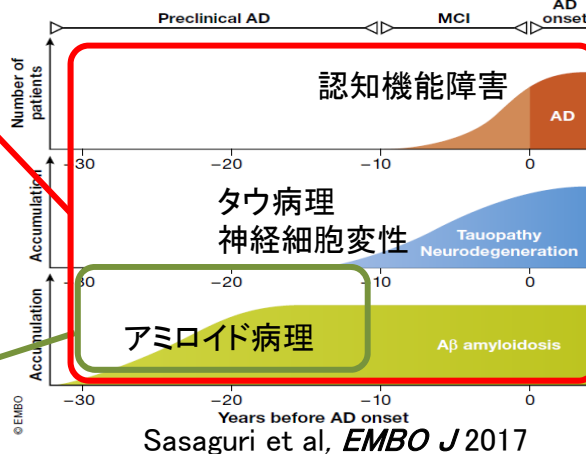 Preclinical AD
MCI
AD
onset
Number of
patients
認知機能障害
AD
−30
−20
−10
0
Accumulation
タウ病理
神経細胞変性
Tauopathy
Neurodegeneration
−30
−20
−10
0
Accumulation
アミロイド病理
Aβ amyloidosis
−30
−20
−10
0
Years before AD onset
© EMBO
Sasaguri et al, EMBO J 2017